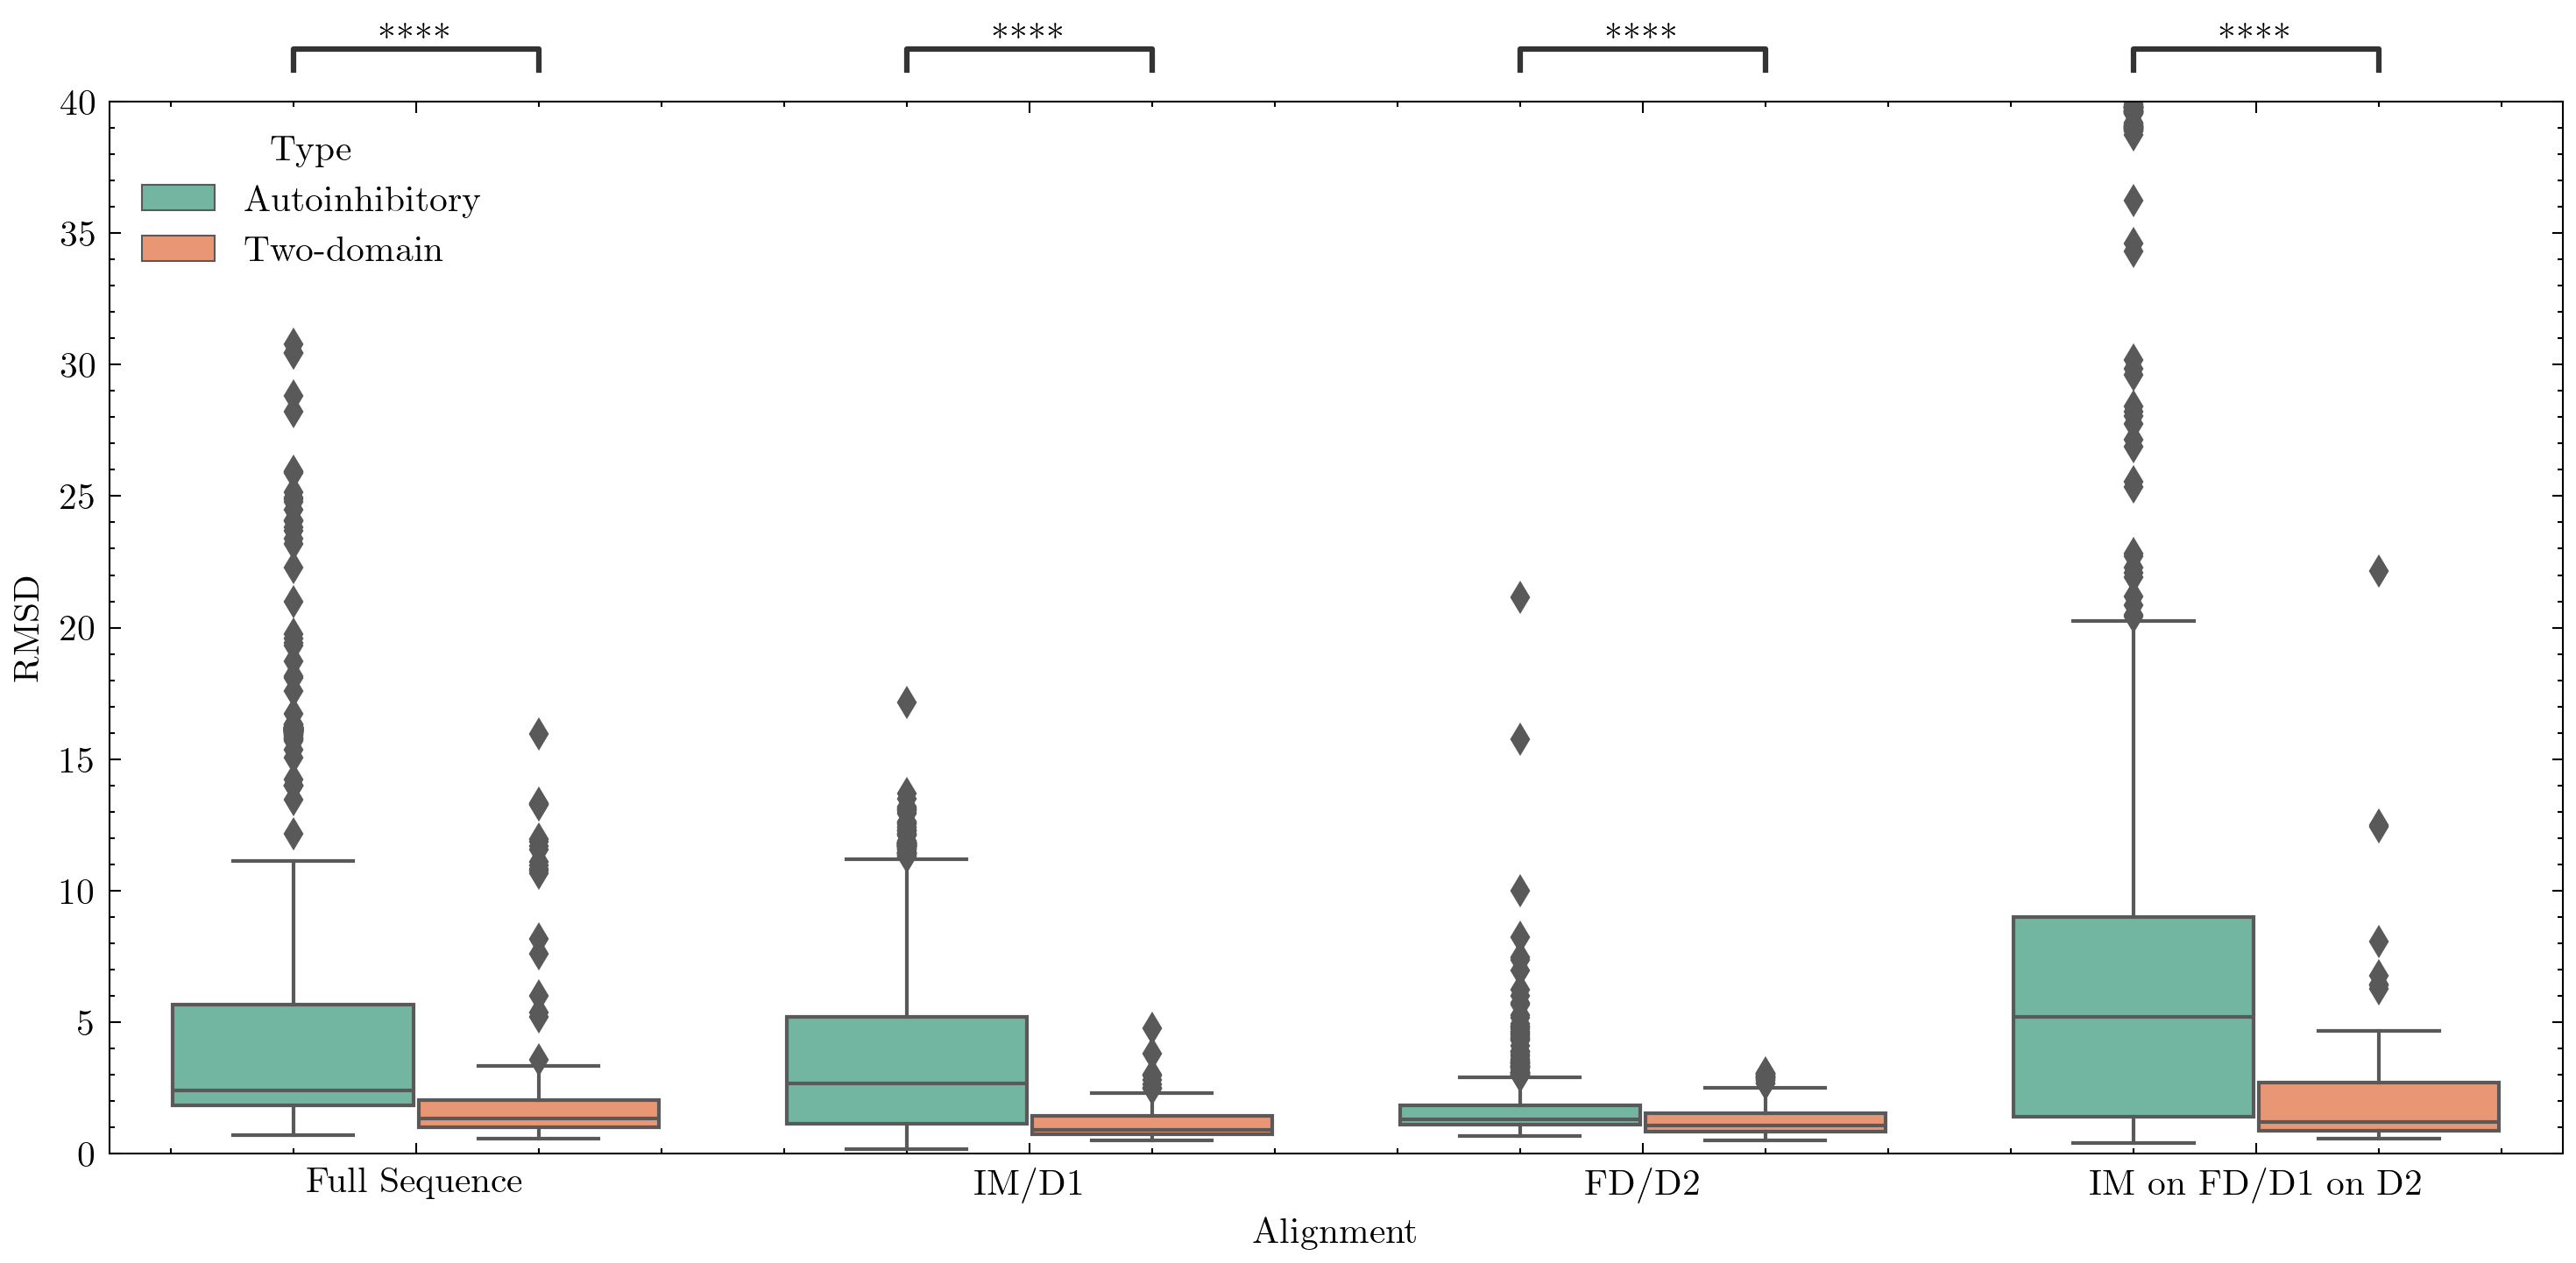 **** **** **** ****
40
35
30
25
20
15
10
5
0
RMSD
Type
Autoinhibitory
Two-domain
Full Sequence IM/D1 FD/D2 IM on FD/D1 on D2
Alignment